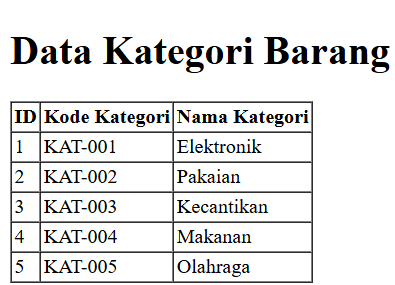 Data Kategori Barang
ID Kode Kategori Nama Kategori
1 KAT-001 Elektronik
2 KAT-002 Pakaian
3 KAT-003 Kecantikan
4 KAT-004 Makanan
5 KAT-005 Olahraga